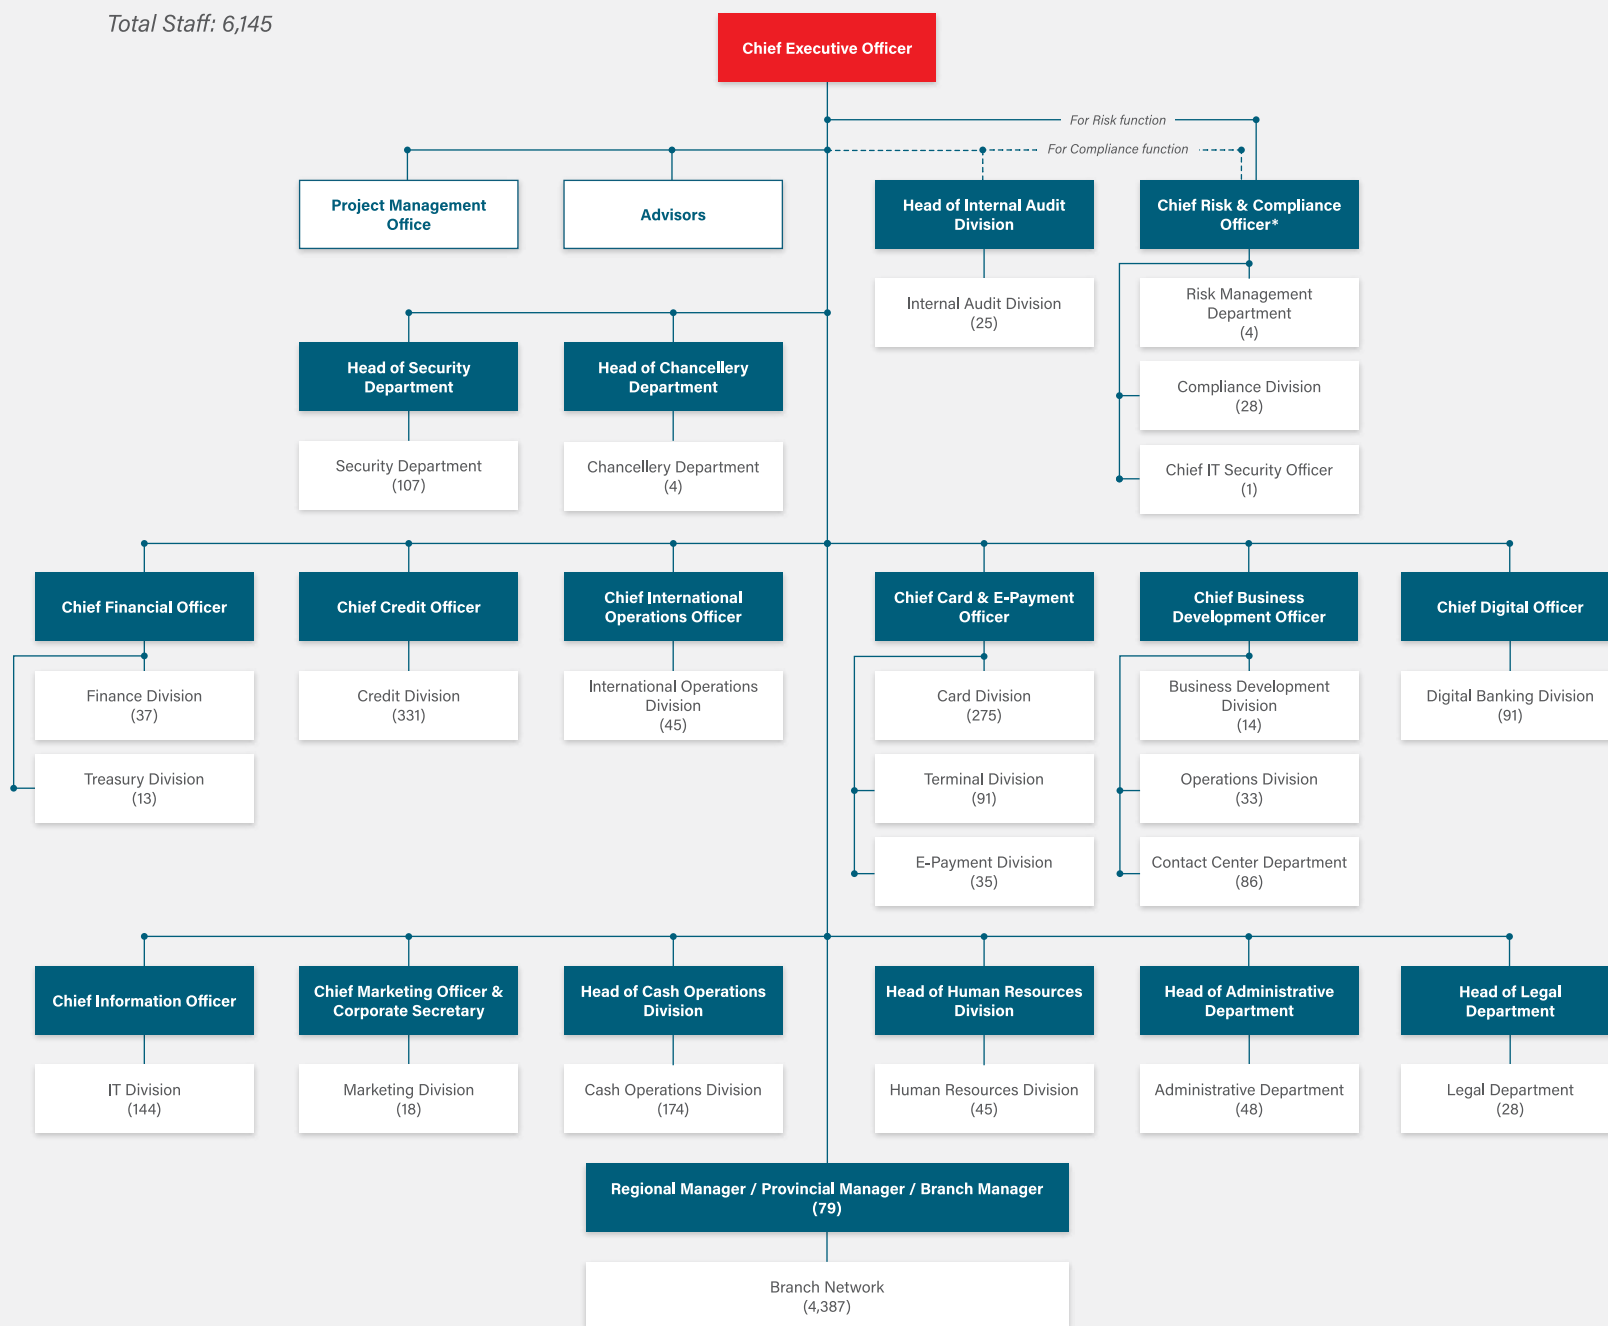 Total Staff: 6,145
Chief Executive Officer
For Risk function
For Compliance function
Project Management
Office
Advisors
Head of Internal Audit
Division
Chief Risk & Compliance
Officer*
Internal Audit Division
(25)
Risk Management
Department
(4)
Compliance Division
(28)
Chief IT Security Officer
(1)
Head of Security
Department
Head of Chancellery
Department
Security Department
(107)
Chancellery Department
(4)
Chief Financial Officer
Chief Credit Officer
Chief International
Operations Officer
Chief Card & E-Payment
Officer
Chief Business
Development Officer
Chief Digital Officer
Finance Division
(37)
Credit Division
(331)
International Operations
Division
(45)
Card Division
(275)
Business Development
Division
(14)
Digital Banking Division
(91)
Treasury Division
(13)
Terminal Division
(91)
Operations Division
(33)
E-Payment Division
(35)
Contact Center Department
(86)
Chief Information Officer
Chief Marketing Officer &
Corporate Secretary
Head of Cash Operations
Division
Head of Human Resources
Division
Head of Administrative
Department
Head of Legal
Department
IT Division
(144)
Marketing Division
(18)
Cash Operations Division
(174)
Human Resources Division
(45)
Administrative Department
(48)
Legal Department
(28)
Regional Manager / Provincial Manager / Branch Manager
(79)
Branch Network
(4,387)